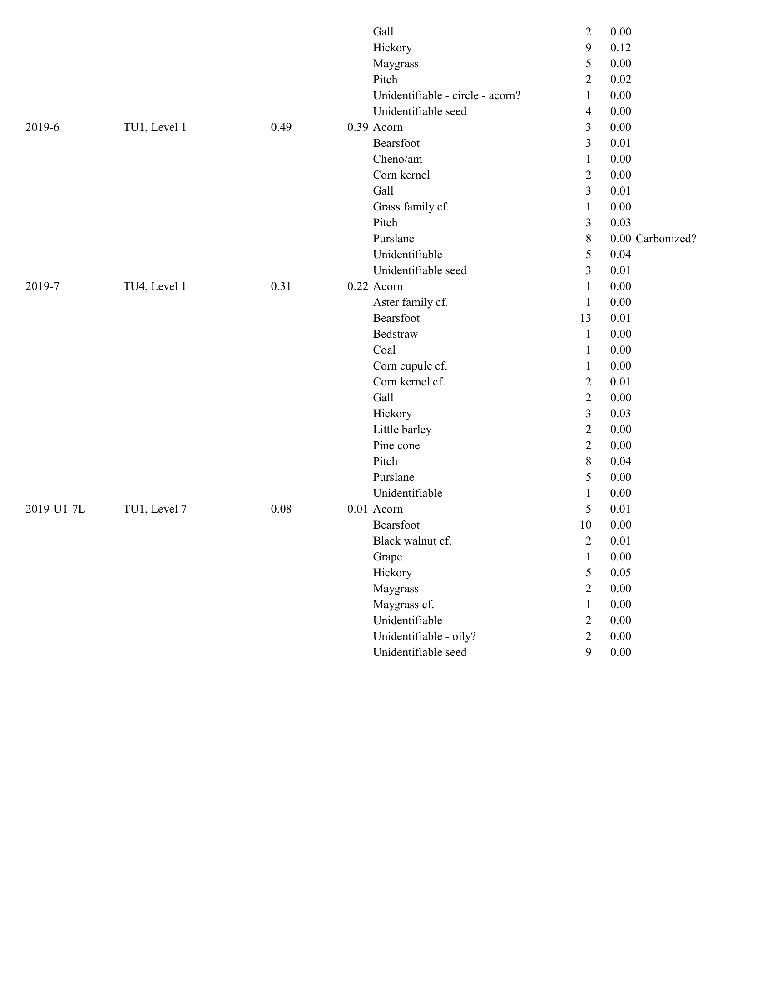 Gall 2 0.00
Hickory 9 0.12
Maygrass 5 0.00
Pitch 2 0.02
Unidentifiable - circle - acorn? 1 0.00
Unidentifiable seed 4 0.00
2019-6 TU1, Level 1 0.49 0.39 Acorn 3 0.00
Bearsfoot 3 0.01
Cheno/am 1 0.00
Corn kernel 2 0.00
Gall 3 0.01
Grass family cf. 1 0.00
Pitch 3 0.03
Purslane 8 0.00 Carbonized?
Unidentifiable 5 0.04
Unidentifiable seed 3 0.01
2019-7 TU4, Level 1 0.31 0.22 Acorn 1 0.00
Aster family cf. 1 0.00
Bearsfoot 13 0.01
Bedstraw 1 0.00
Coal 1 0.00
Corn cupule cf. 1 0.00
Corn kernel cf. 2 0.01
Gall 2 0.00
Hickory 3 0.03
Little barley 2 0.00
Pine cone 2 0.00
Pitch 8 0.04
Purslane 5 0.00
Unidentifiable 1 0.00
2019-U1-7L TU1, Level 7 0.08 0.01 Acorn 5 0.01
Bearsfoot 10 0.00
Black walnut cf. 2 0.01
Grape 1 0.00
Hickory 5 0.05
Maygrass 2 0.00
Maygrass cf. 1 0.00
Unidentifiable 2 0.00
Unidentifiable - oily? 2 0.00
Unidentifiable seed 9 0.00